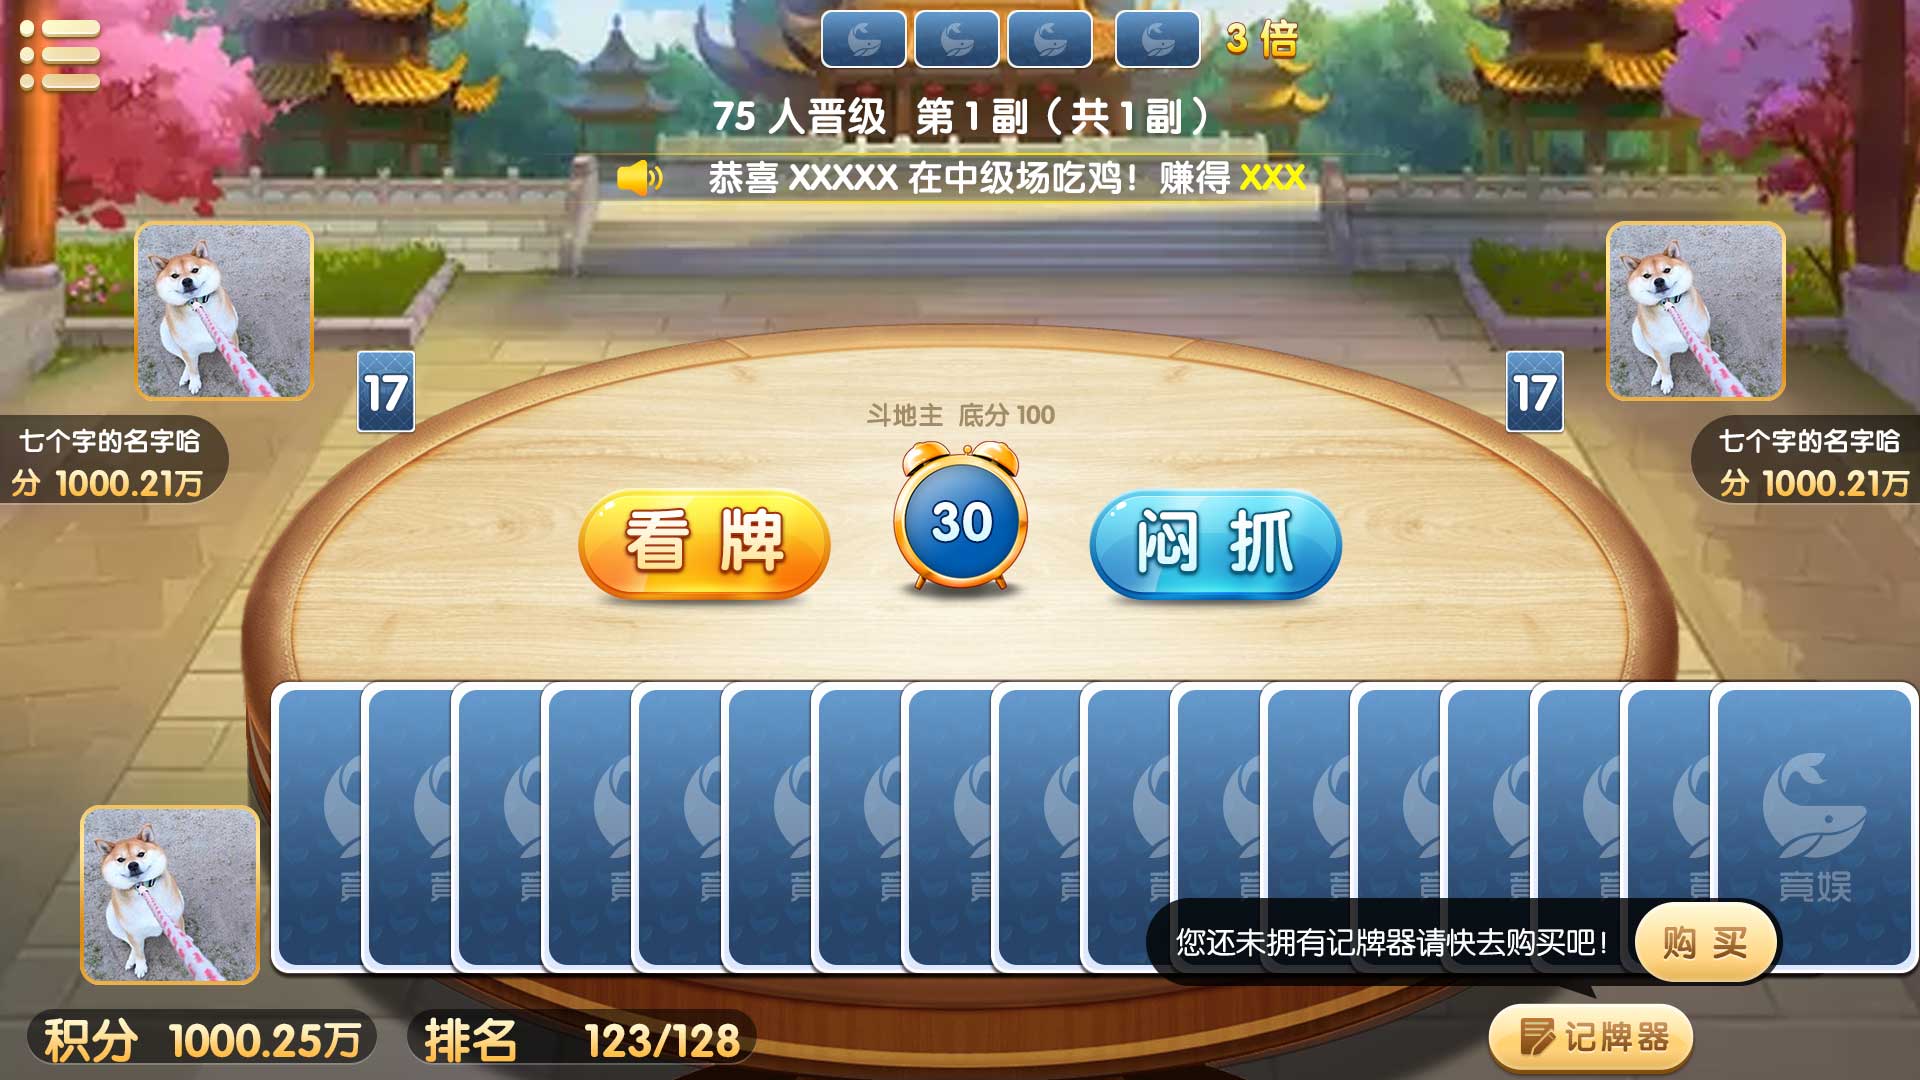 3 倍
75 人晋级 第 1 副（共 1 副）
恭喜 XXXXX 在中级场吃鸡！赚得 XXX
17
17
七个字的名字哈
分 1000.21万
七个字的名字哈
分 1000.21万
斗地主 底分 100
看 牌
30
闷 抓
竟娱
您还未拥有记牌器请快去购买吧！
购 买
积分 1000.25万
排名 123/128
记牌器